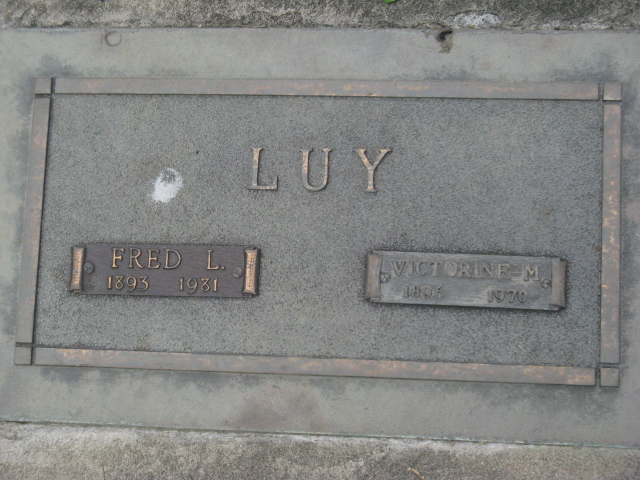 LUY
FRED L.
1893 1981
VICTORINE M.
1970